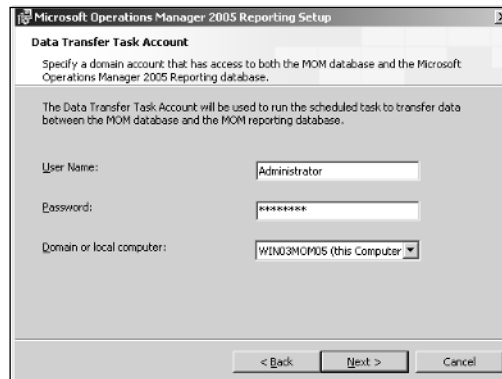 Microsoft Operations Manager 2005 Reporting Setup
Data Transfer Task Account
Specify a domain account that has access to both the MOM database and the Microsoft
Operations Manager 2005 Reporting database.
The Data Transfer Task Account will be used to run the scheduled task to transfer data
between the MOM database and the MOM reporting database.
User Name:
Administrator
Password:
********
Domain or local computer:
WIN03MOM05 (this Computer
< Back
Next >
Cancel